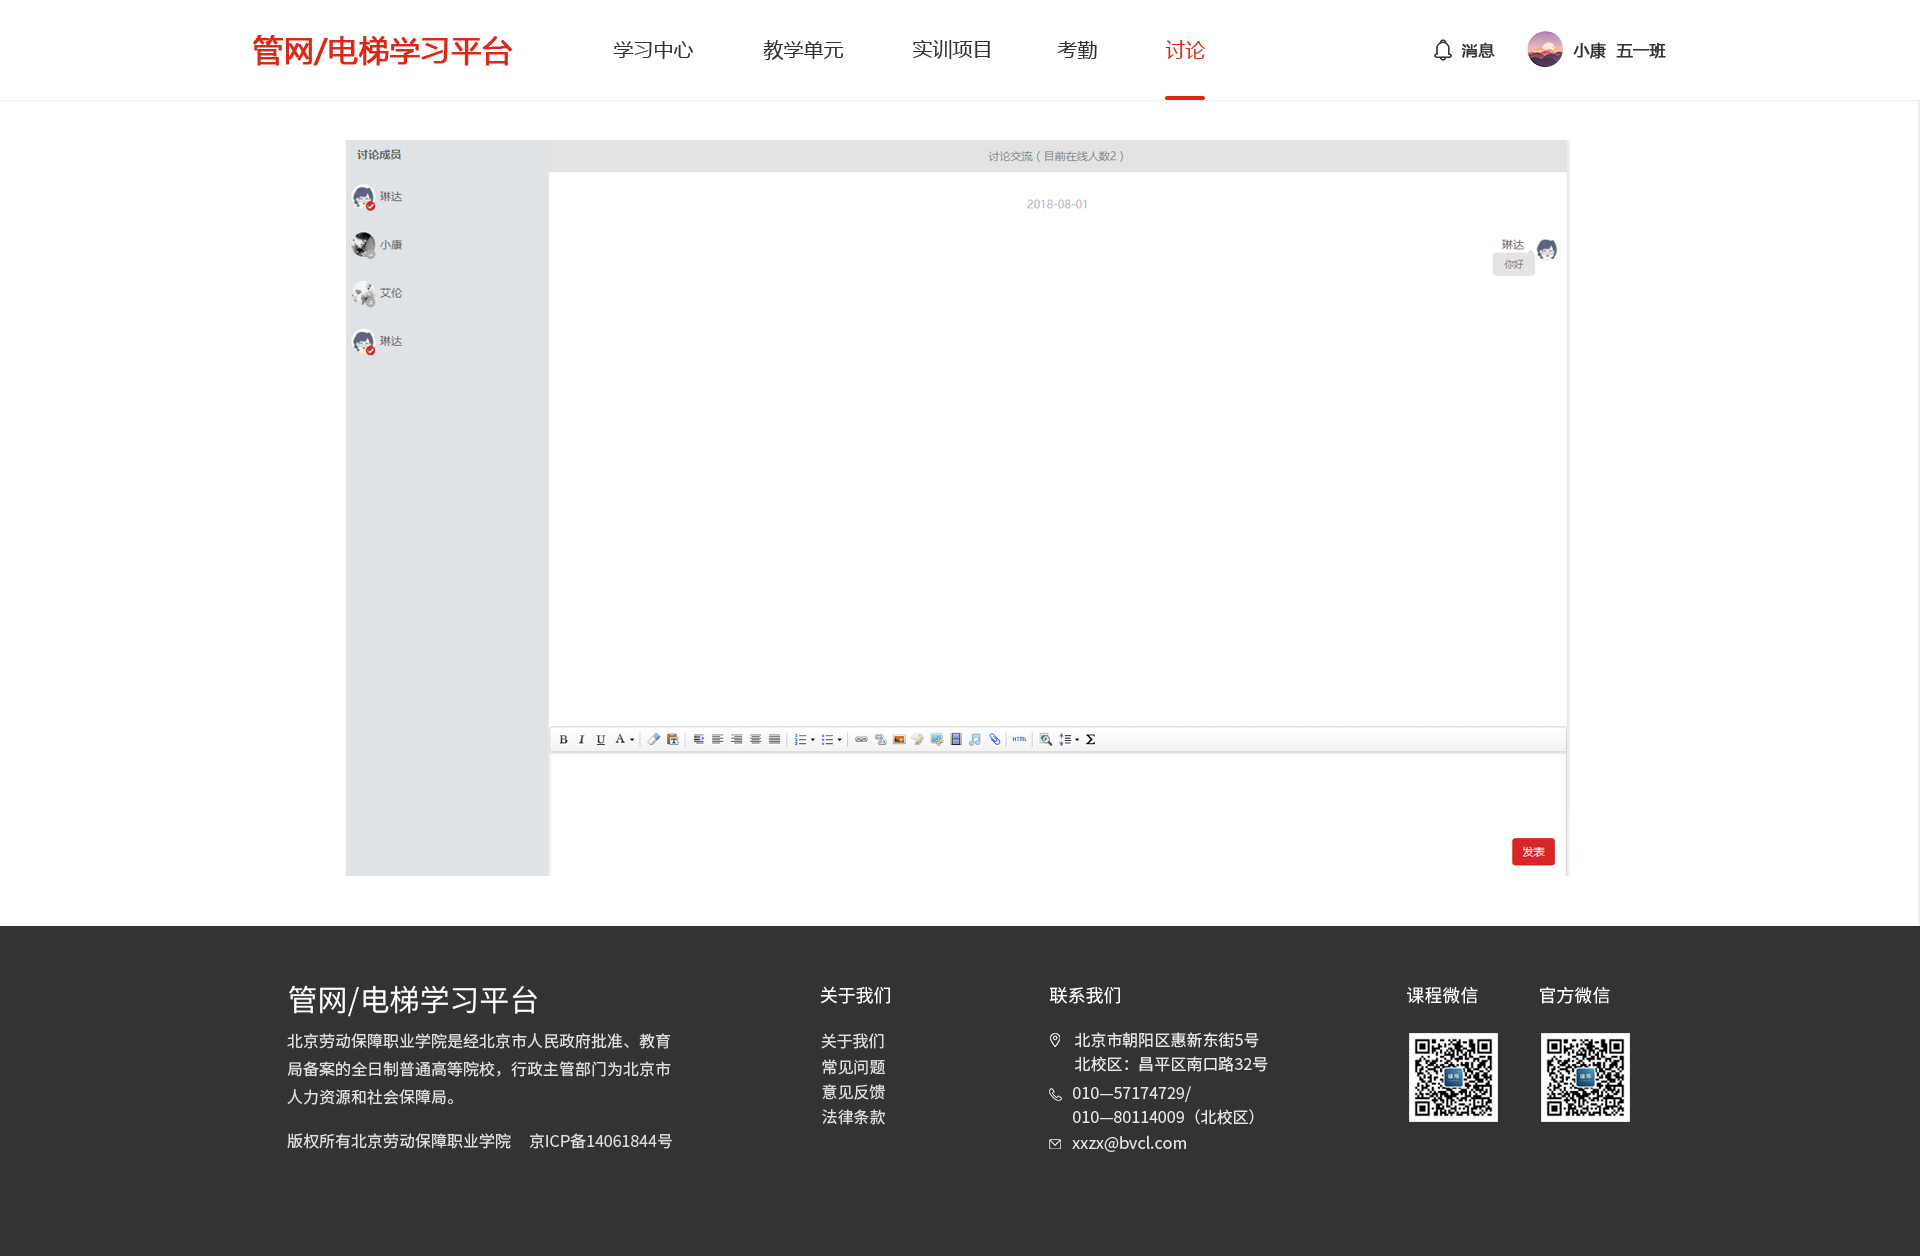 管网/电梯学习平台
学习中心 教学单元 实训项目 考勤 讨论
消息 小康 五一班
讨论成员
琳达
小康
艾伦
琳达
讨论交流（目前在线人数2）
2018-08-01
琳达
你好
B I U A
HTML Σ
发表
管网/电梯学习平台
北京劳动保障职业学院是经北京市人民政府批准、教育
局备案的全日制普通高等院校，行政主管部门为北京市
人力资源和社会保障局。
版权所有北京劳动保障职业学院 京ICP备14061844号
关于我们
关于我们
常见问题
意见反馈
法律条款
联系我们
北京市朝阳区惠新东街5号
北校区：昌平区南口路32号
010—57174729/
010—80114009（北校区）
xxzx@bvcl.com
课程微信
官方微信